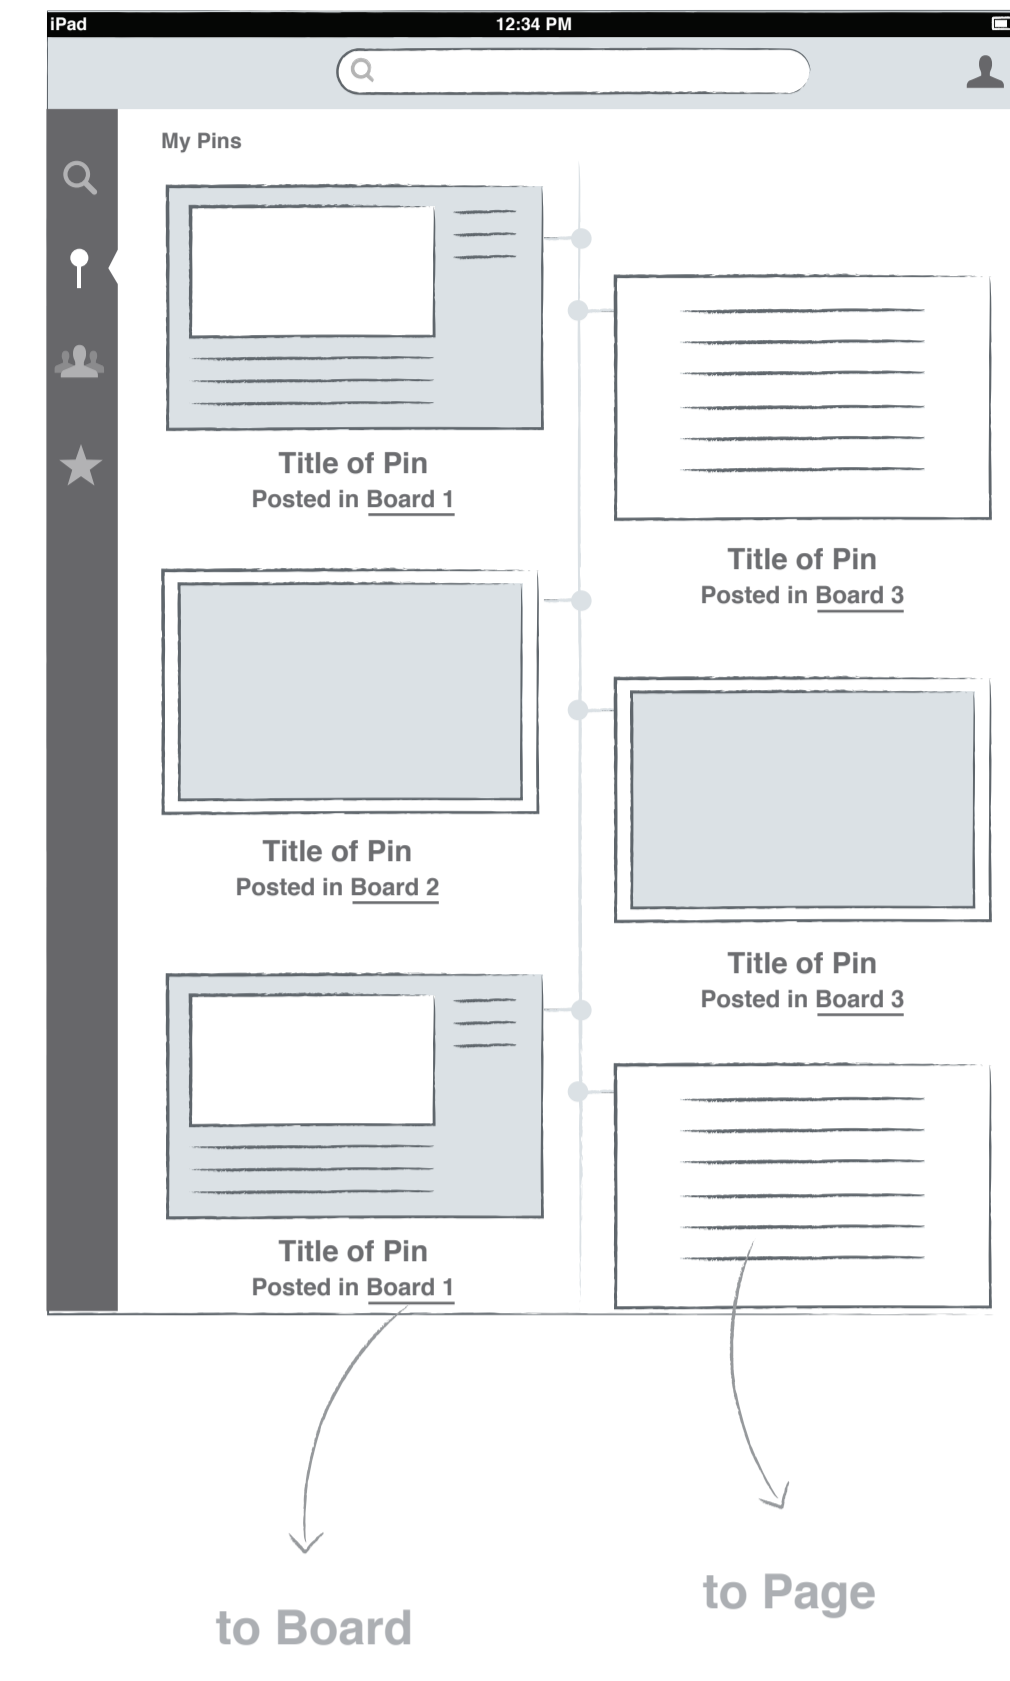 iPad
12:34 PM
My Pins
Title of Pin
Posted in Board 1
Title of Pin
Posted in Board 3
Title of Pin
Posted in Board 2
Title of Pin
Posted in Board 3
Title of Pin
Posted in Board 1
to Board
to Page